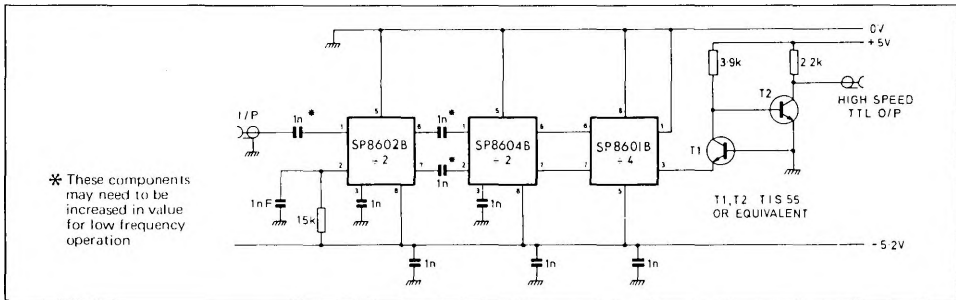 0V
+5V
3.9k
2.2k
T2
HIGH SPEED
TTL O/P
T1
T1,T2 TIS 55
OR EQUIVALENT
I/P
1n
*
1
2
SP8602B
÷2
5
6
7
3
8
1n
*
1n
*
1
2
SP8604B
÷2
5
6
7
3
8
SP8601B
÷4
8
1
3
5
1nF
15k
1n
1n
-5.2V
1n
1n
1n
* These components
may need to be
increased in value
for low frequency
operation